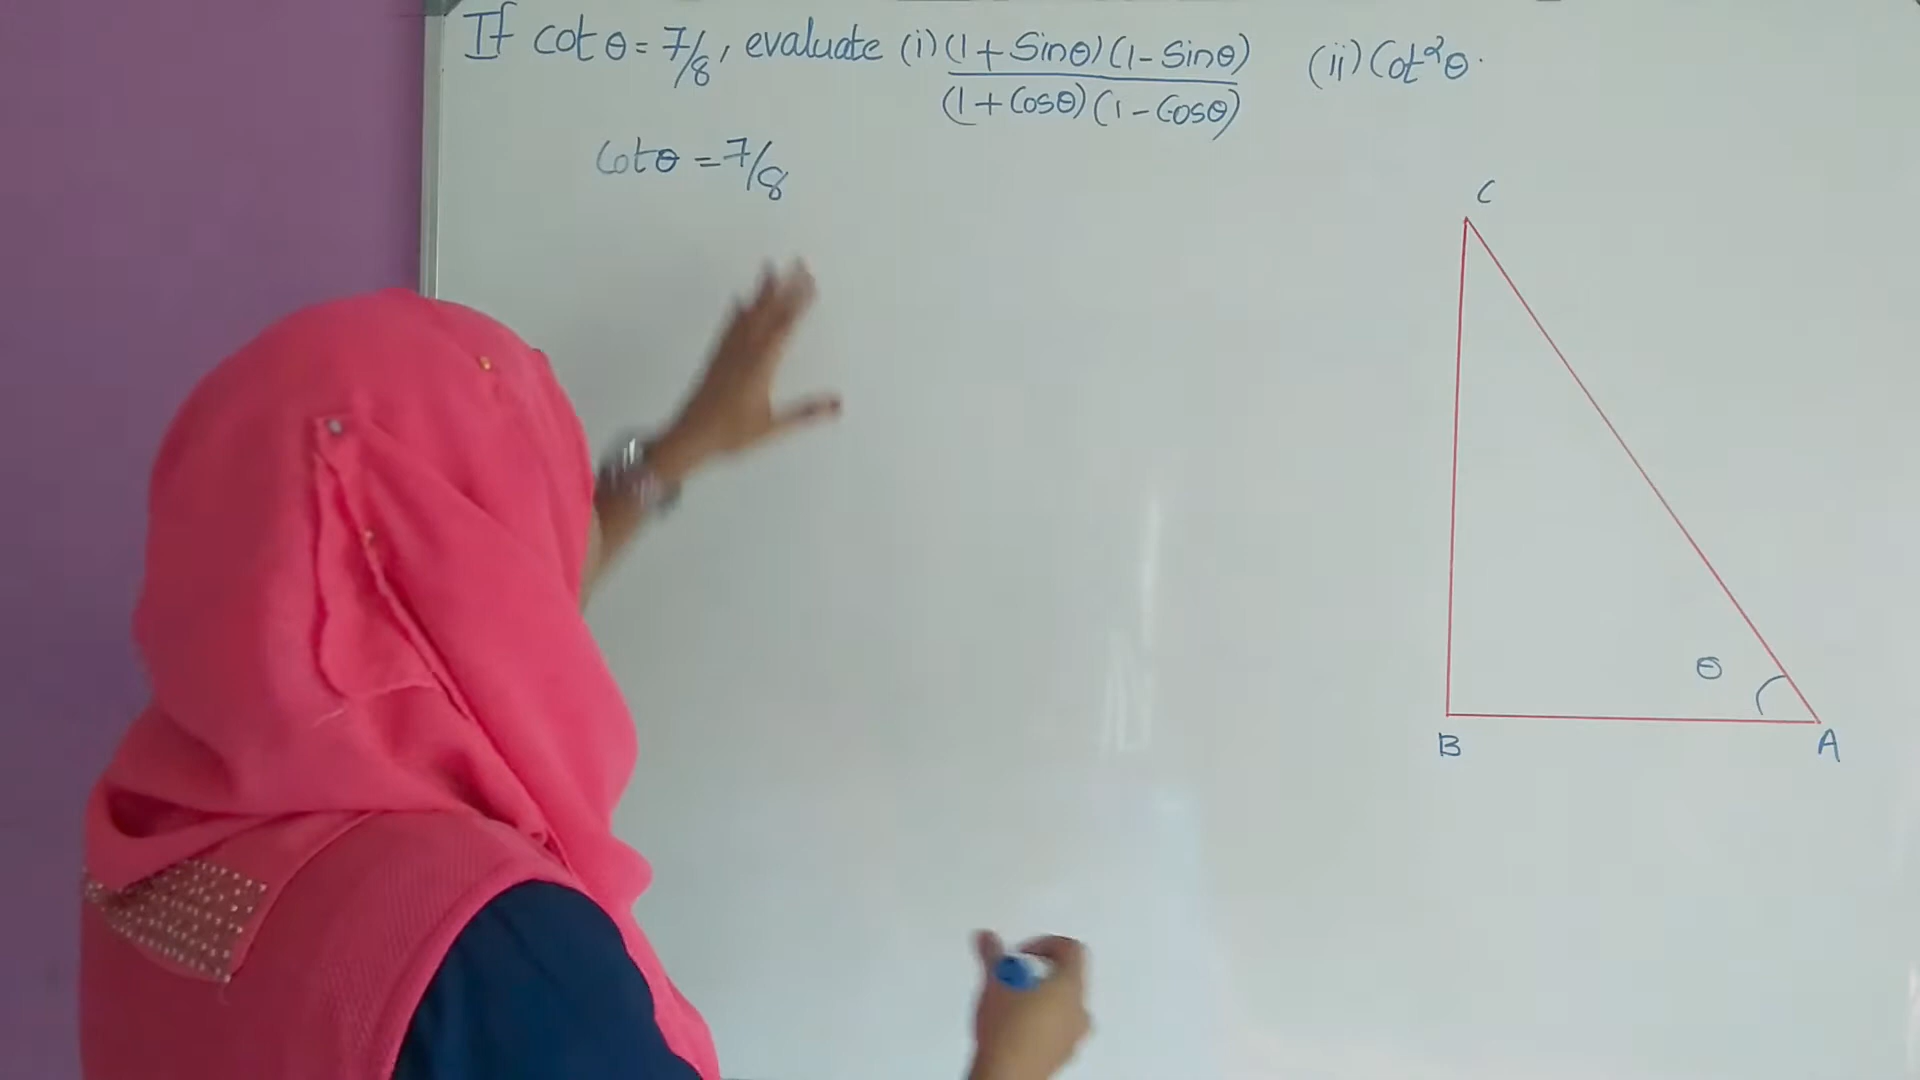 If cot θ = 7/8, evaluate (i) (1 + Sinθ) (1 - Sinθ) (ii) Cot²θ.
(1 + Cosθ) (1 - Cosθ)
Cotθ = 7/8
C
θ
B A